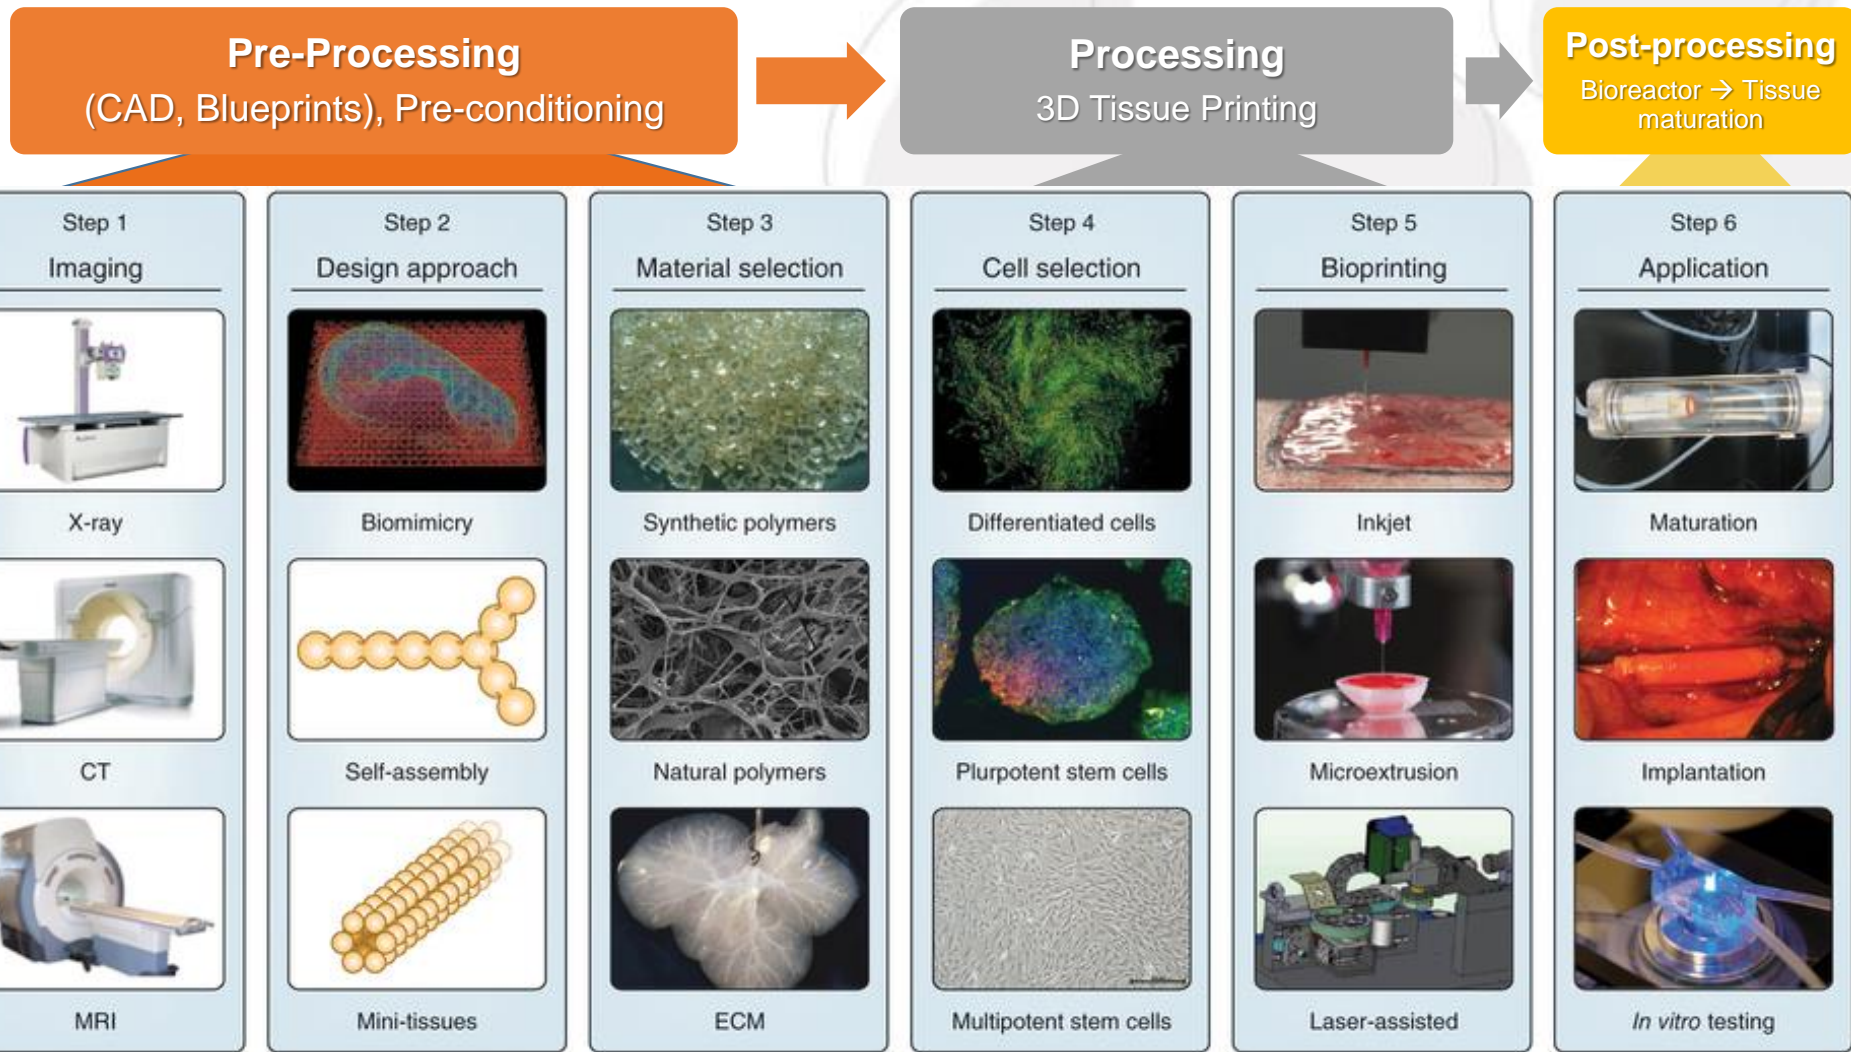 Pre-Processing
(CAD, Blueprints), Pre-conditioning
Processing
3D Tissue Printing
Post-processing
Bioreactor → Tissue
maturation
Step 1
Imaging
X-ray
CT
MRI
Step 2
Design approach
Biomimicry
Self-assembly
Mini-tissues
Step 3
Material selection
Synthetic polymers
Natural polymers
ECM
Step 4
Cell selection
Differentiated cells
Plurpotent stem cells
Multipotent stem cells
Step 5
Bioprinting
Inkjet
Microextrusion
Laser-assisted
Step 6
Application
Maturation
Implantation
In vitro testing